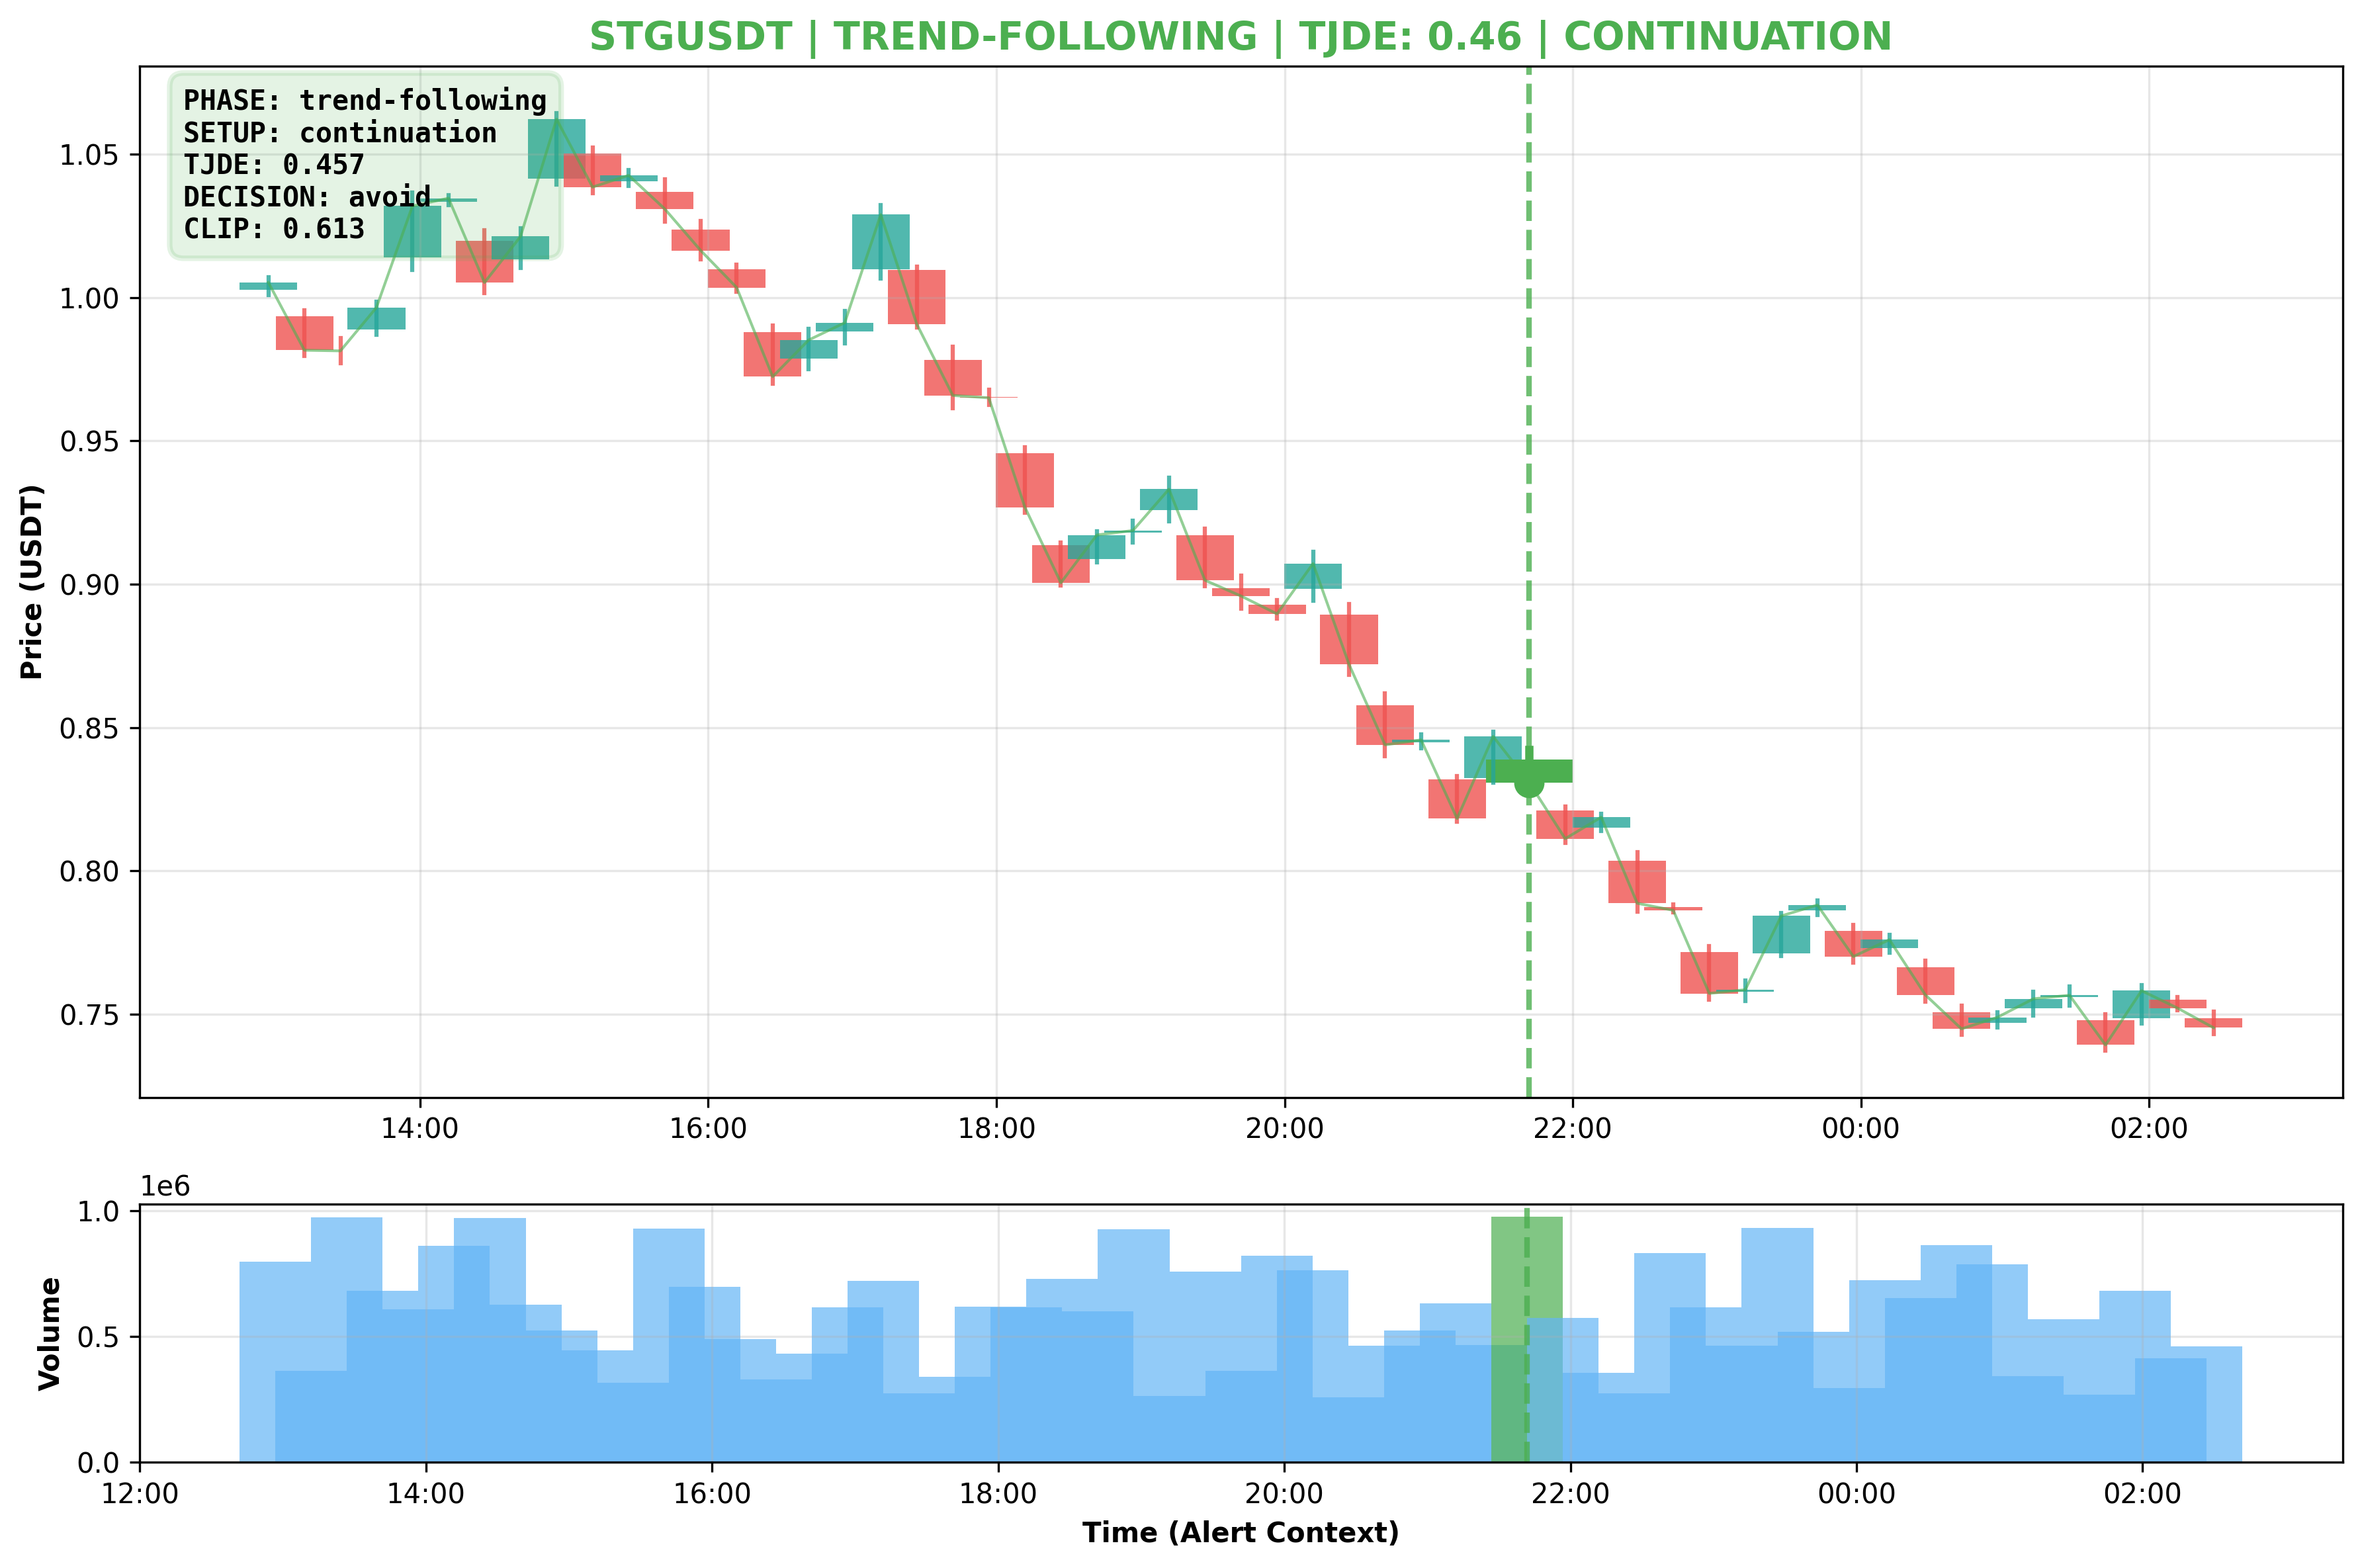 STGUSDT | TREND-FOLLOWING | TJDE: 0.46 | CONTINUATION
PHASE: trend-following
SETUP: continuation
TJDE: 0.457
DECISION: avoid
CLIP: 0.613
Price (USDT)
1.05
1.00
0.95
0.90
0.85
0.80
0.75
14:00 16:00 18:00 20:00 22:00 00:00 02:00
1e6
Volume
1.0
0.5
0.0
12:00 14:00 16:00 18:00 20:00 22:00 00:00 02:00
Time (Alert Context)